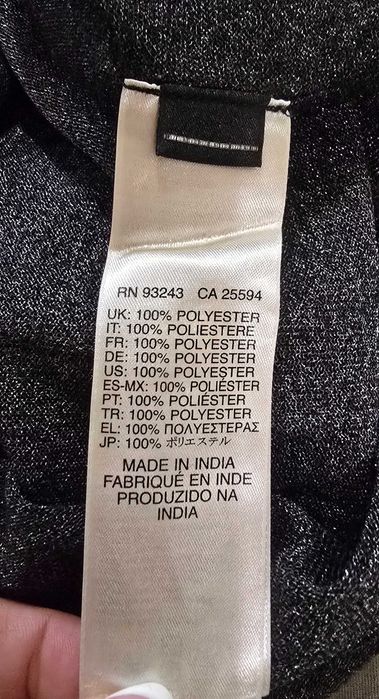 RN 93243 CA 25594
UK: 100% POLYESTER
IT: 100% POLIESTERE
FR: 100% POLYESTER
DE: 100% POLYESTER
US: 100% POLYESTER
ES-MX: 100% POLIÉSTER
PT: 100% POLIÉSTER
TR: 100% POLYESTER
EL: 100% ΠΟΛΥΕΣΤΕΡΑΣ
JP: 100% ポリエステル
MADE IN INDIA
FABRIQUÉ EN INDE
PRODUZIDO NA
INDIA